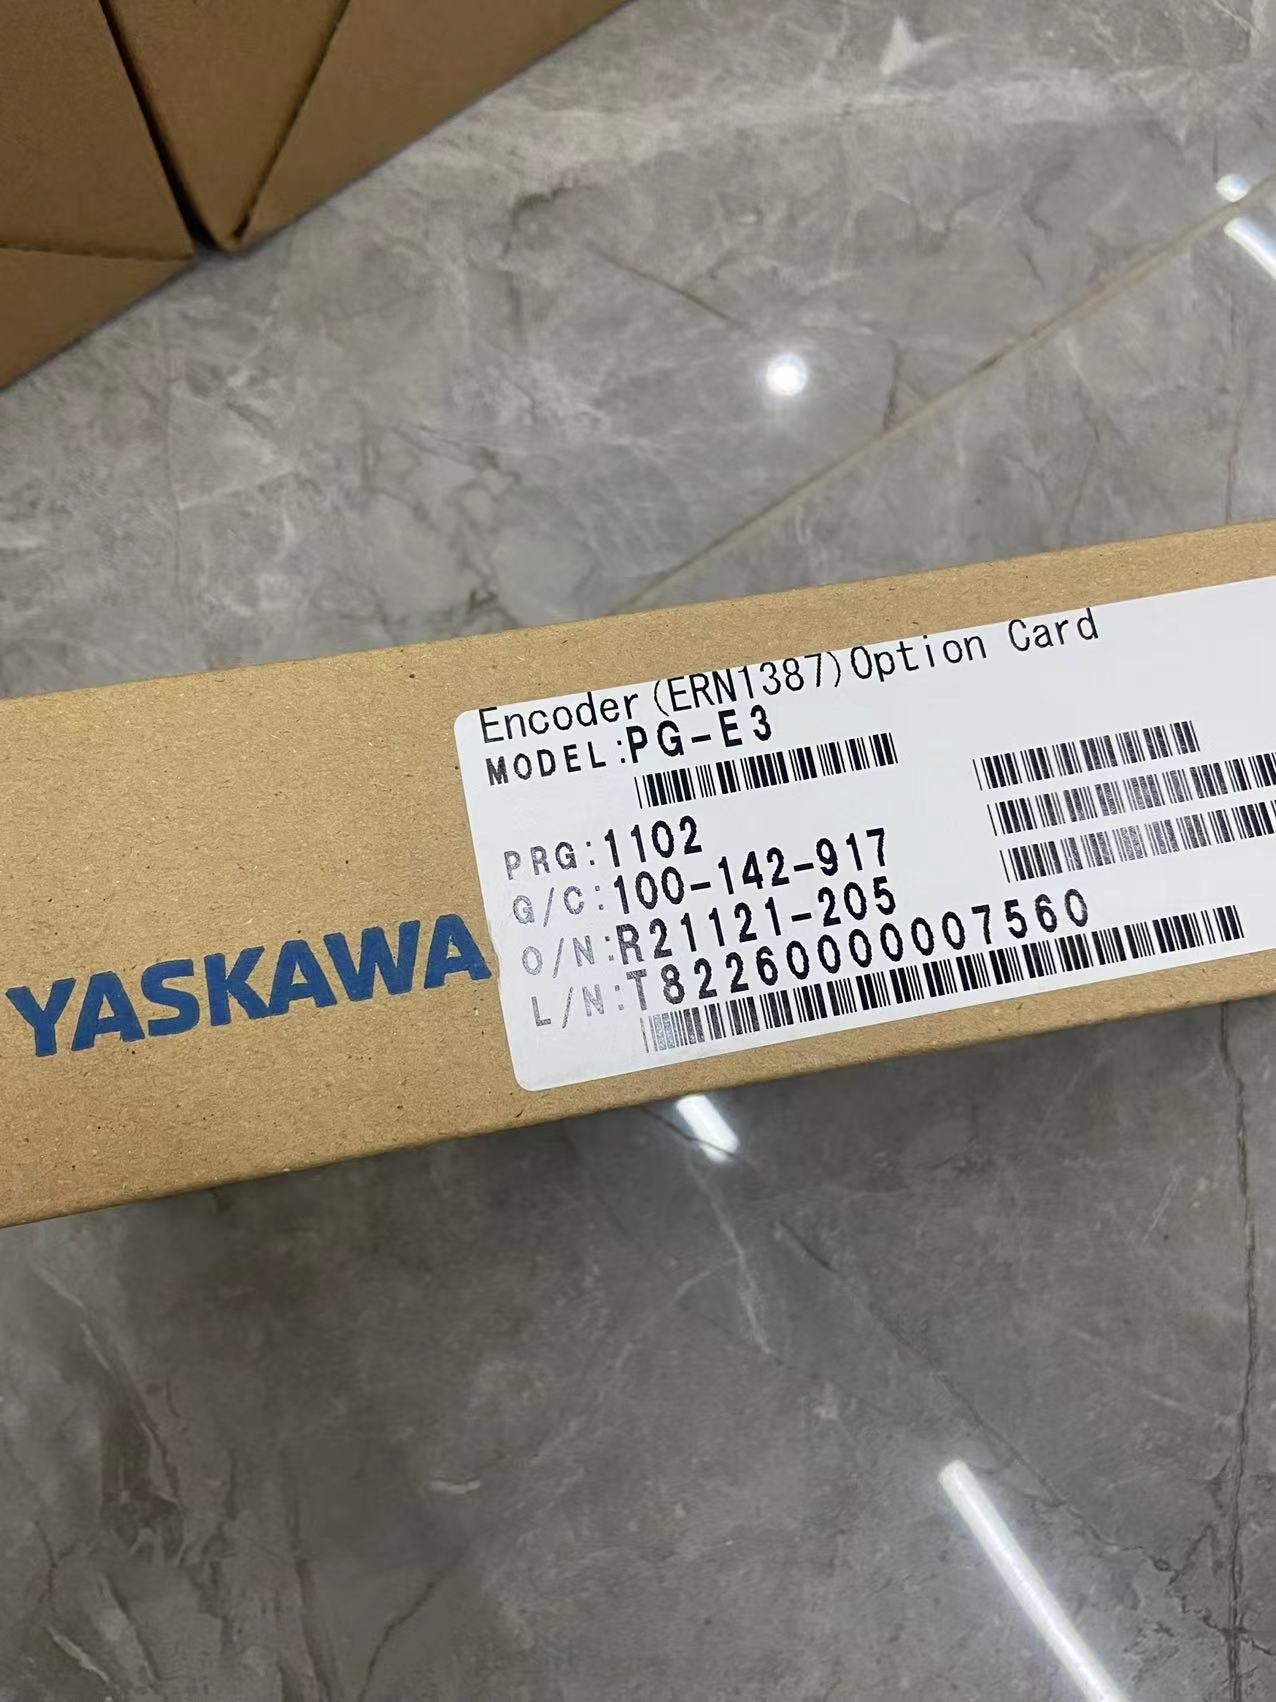 YASKAWA
Encoder(ERN1387)Option Card
MODEL:PG-E3
PRG:1102
G/C:100-142-917
O/N:R21121-205
L/N:T82260000007560